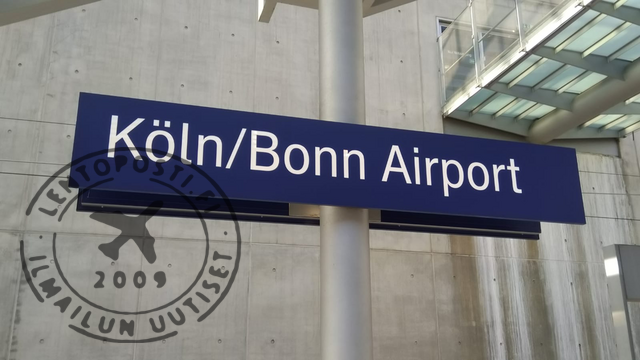 Köln/Bonn Airport
LENTOPOSTI.FI
2009
ILMAILUN UUTISET